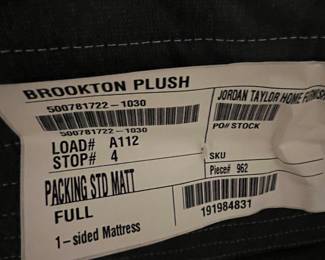 BROOKTON PLUSH
500781722-1030
500781722-1030
LOAD# A112
STOP# 4
PACKING STD MATT
FULL
1-sided Mattress
JORDAN TAYLOR HOME
PO# STOCK
SKU
Piece# 962
191984831